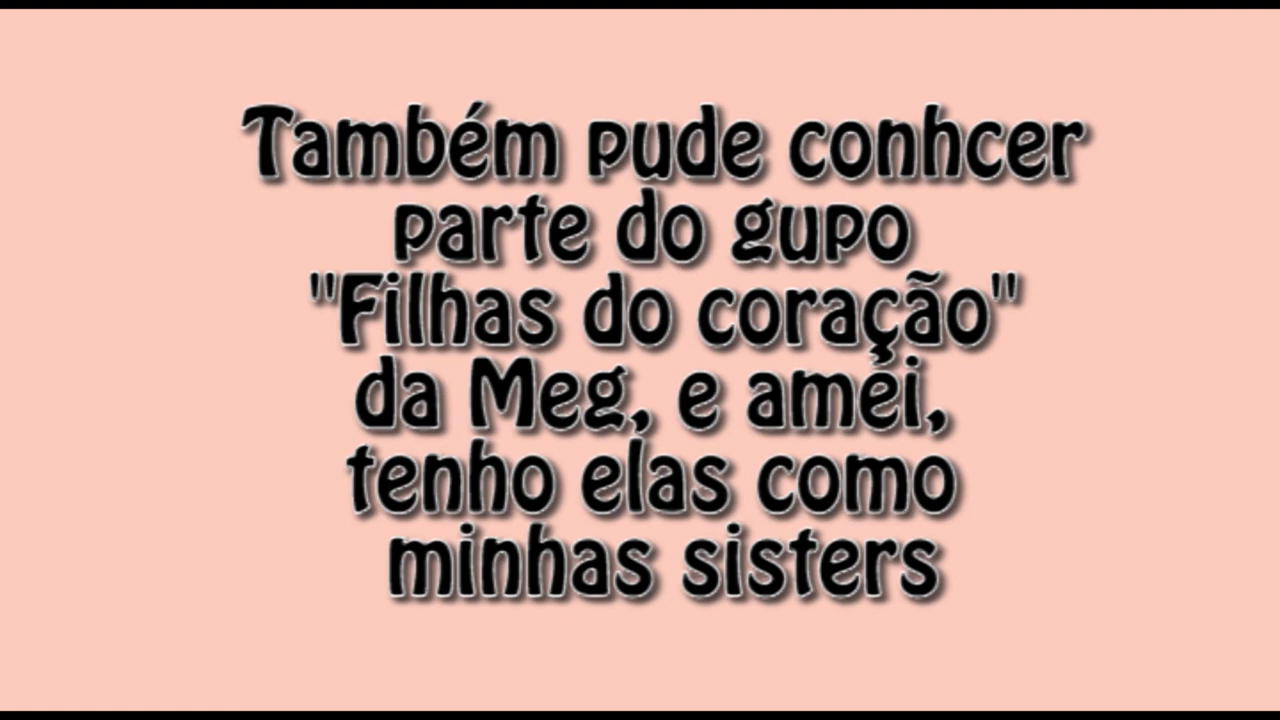 Também pude conhcer
parte do gupo
"Filhas do coração"
da Meg, e amei,
tenho elas como
minhas sisters